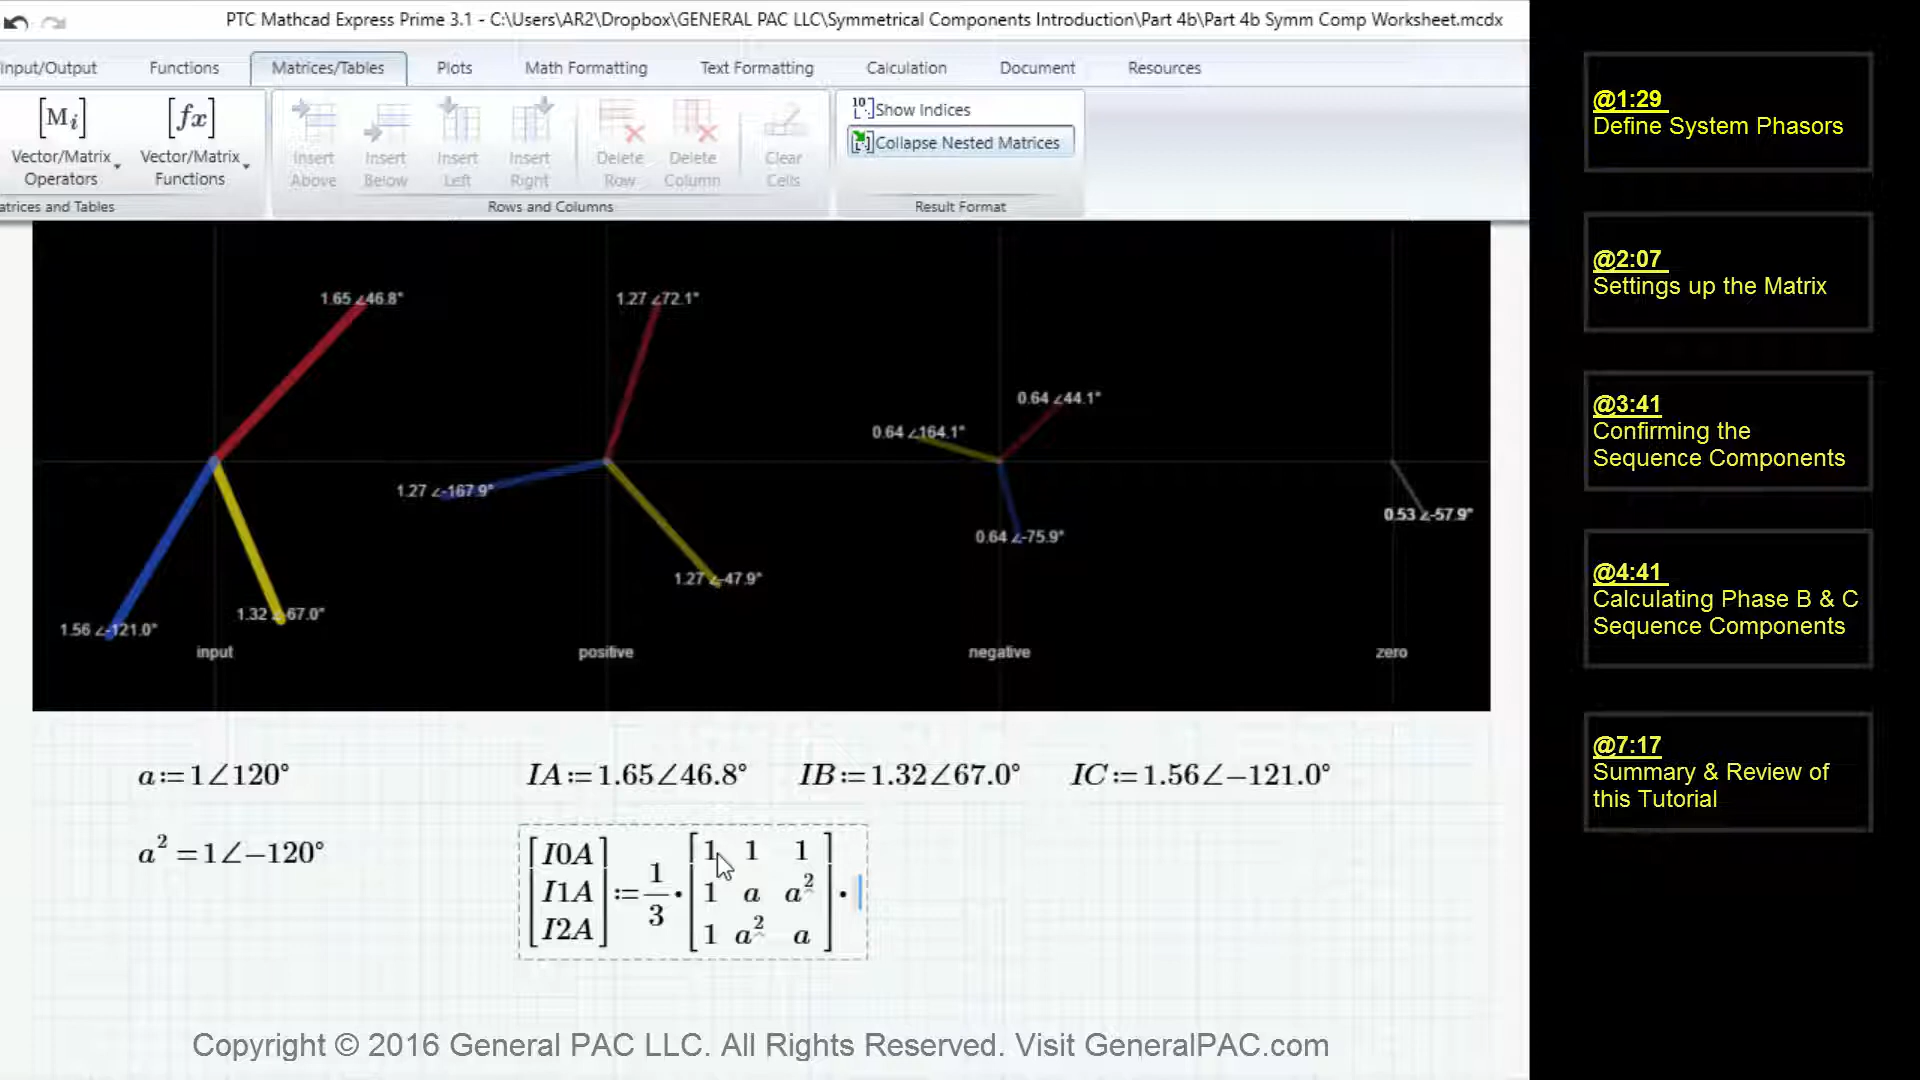 PTC Mathcad Express Prime 3.1 - C:\Users\AR2\Dropbox\GENERAL PAC LLC\Symmetrical Components Introduction\Part 4b\Part 4b Symm Comp Worksheet.mcdx
Input/Output Functions Matrices/Tables Plots Math Formatting Text Formatting Calculation Document Resources
[Mi] [fx]
Vector/Matrix Operators
Vector/Matrix Functions
Insert Above
Insert Below
Insert Left
Insert Right
Delete Row
Delete Column
Clear Cells
Show Indices
Collapse Nested Matrices
atrices and Tables Rows and Columns Result Format
1.65 ∠46.8°
1.56 ∠-121.0°
1.32 ∠67.0°
input
1.27 ∠72.1°
1.27 ∠-167.9°
1.27 ∠-47.9°
positive
0.64 ∠44.1°
0.64 ∠164.1°
0.64 ∠-75.9°
negative
0.53 ∠-57.9°
zero
a:=1∠120° IA:=1.65∠46.8° IB:=1.32∠67.0° IC:=1.56∠−121.0°
a² =1∠−120°
[I0A] [1 1 1]
[I1A] := 1/3 · [1 a a²] ·
[I2A] [1 a² a]
Copyright © 2016 General PAC LLC. All Rights Reserved. Visit GeneralPAC.com
@1:29
Define System Phasors
@2:07
Settings up the Matrix
@3:41
Confirming the
Sequence Components
@4:41
Calculating Phase B & C
Sequence Components
@7:17
Summary & Review of
this Tutorial